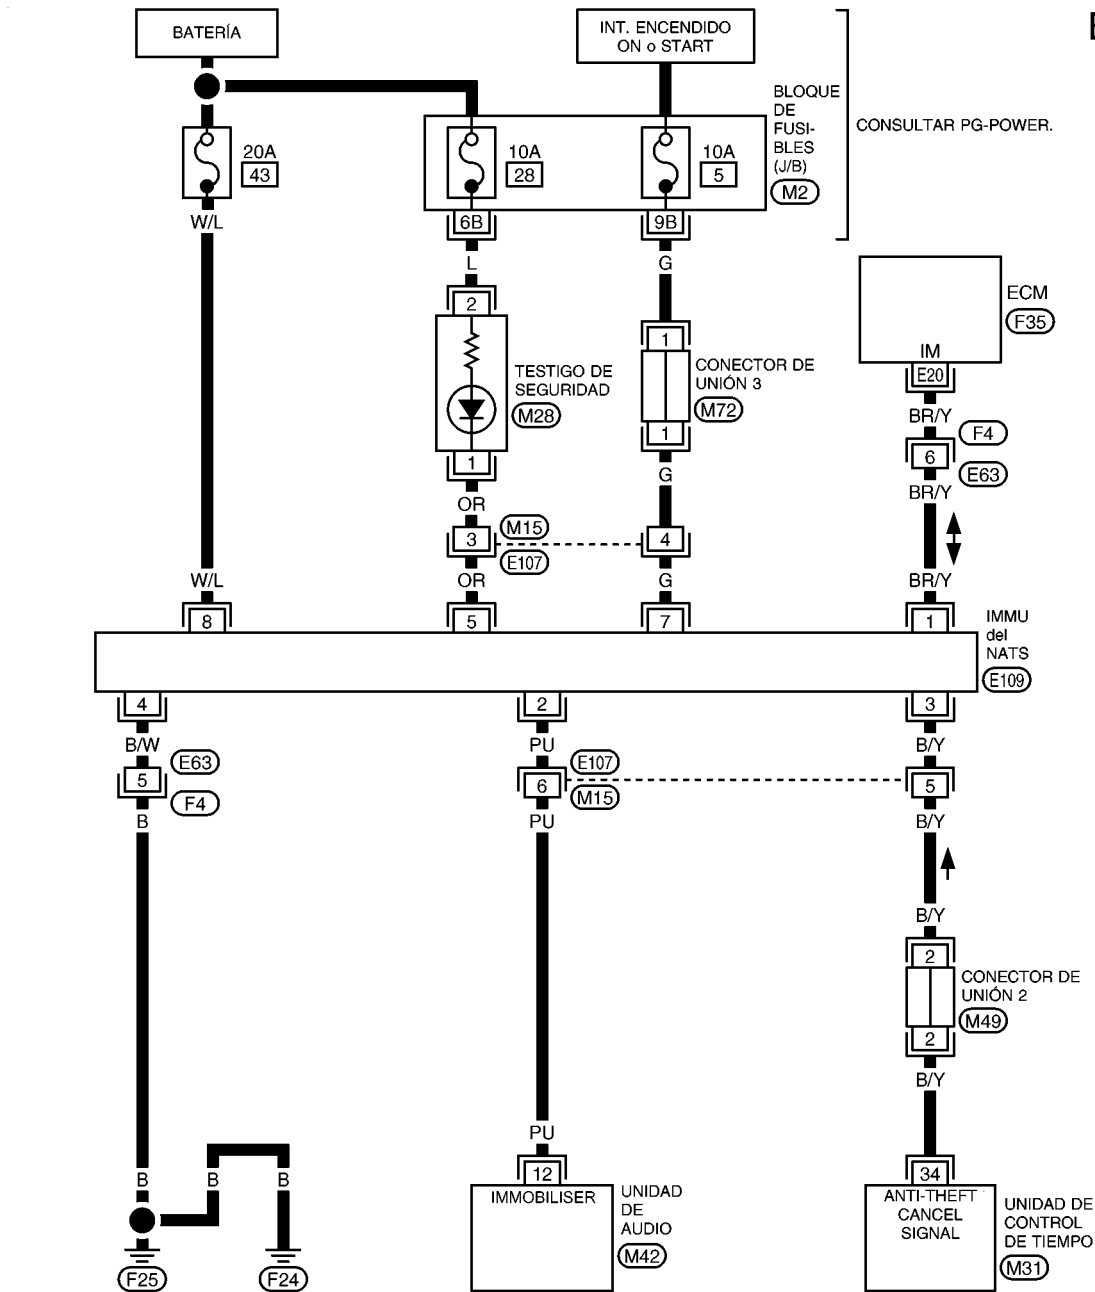 BATERÍA
INT. ENCENDIDO
ON o START
E
BLOQUE
DE
FUSI-
BLES
(J/B)
M2
CONSULTAR PG-POWER.
20A
43
10A
28
10A
5
W/L
6B
9B
L
G
2
1
ECM
F35
IM
E20
TESTIGO DE
SEGURIDAD
M28
CONECTOR DE
UNIÓN 3
M72
BR/Y
F4
1
1
6
E63
OR
G
BR/Y
M15
3
4
E107
W/L
OR
G
BR/Y
8
5
7
1
IMMU
del
NATS
E109
4
2
3
B/W
PU
B/Y
E63
E107
5
6
5
F4
M15
B
PU
B/Y
B/Y
2
CONECTOR DE
UNIÓN 2
M49
2
B/Y
PU
B
B
B
12
34
IMMOBILISER
UNIDAD
DE
AUDIO
M42
ANTI-THEFT
CANCEL
SIGNAL
UNIDAD DE
CONTROL
DE TIEMPO
M31
F25
F24